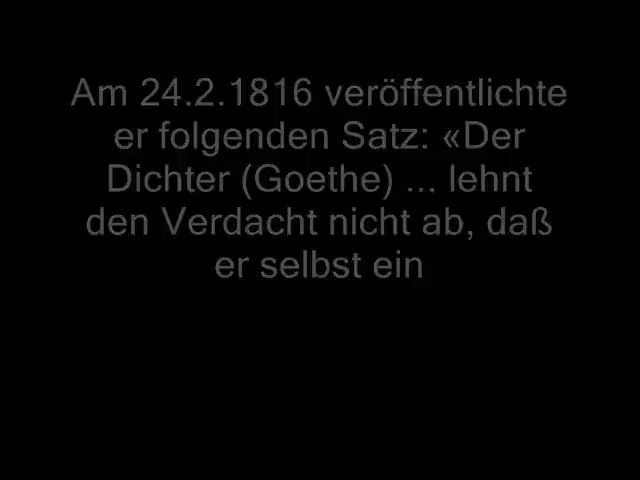 Am 24.2.1816 veröffentlichte
er folgenden Satz: «Der
Dichter (Goethe) ... lehnt
den Verdacht nicht ab, daß
er selbst ein